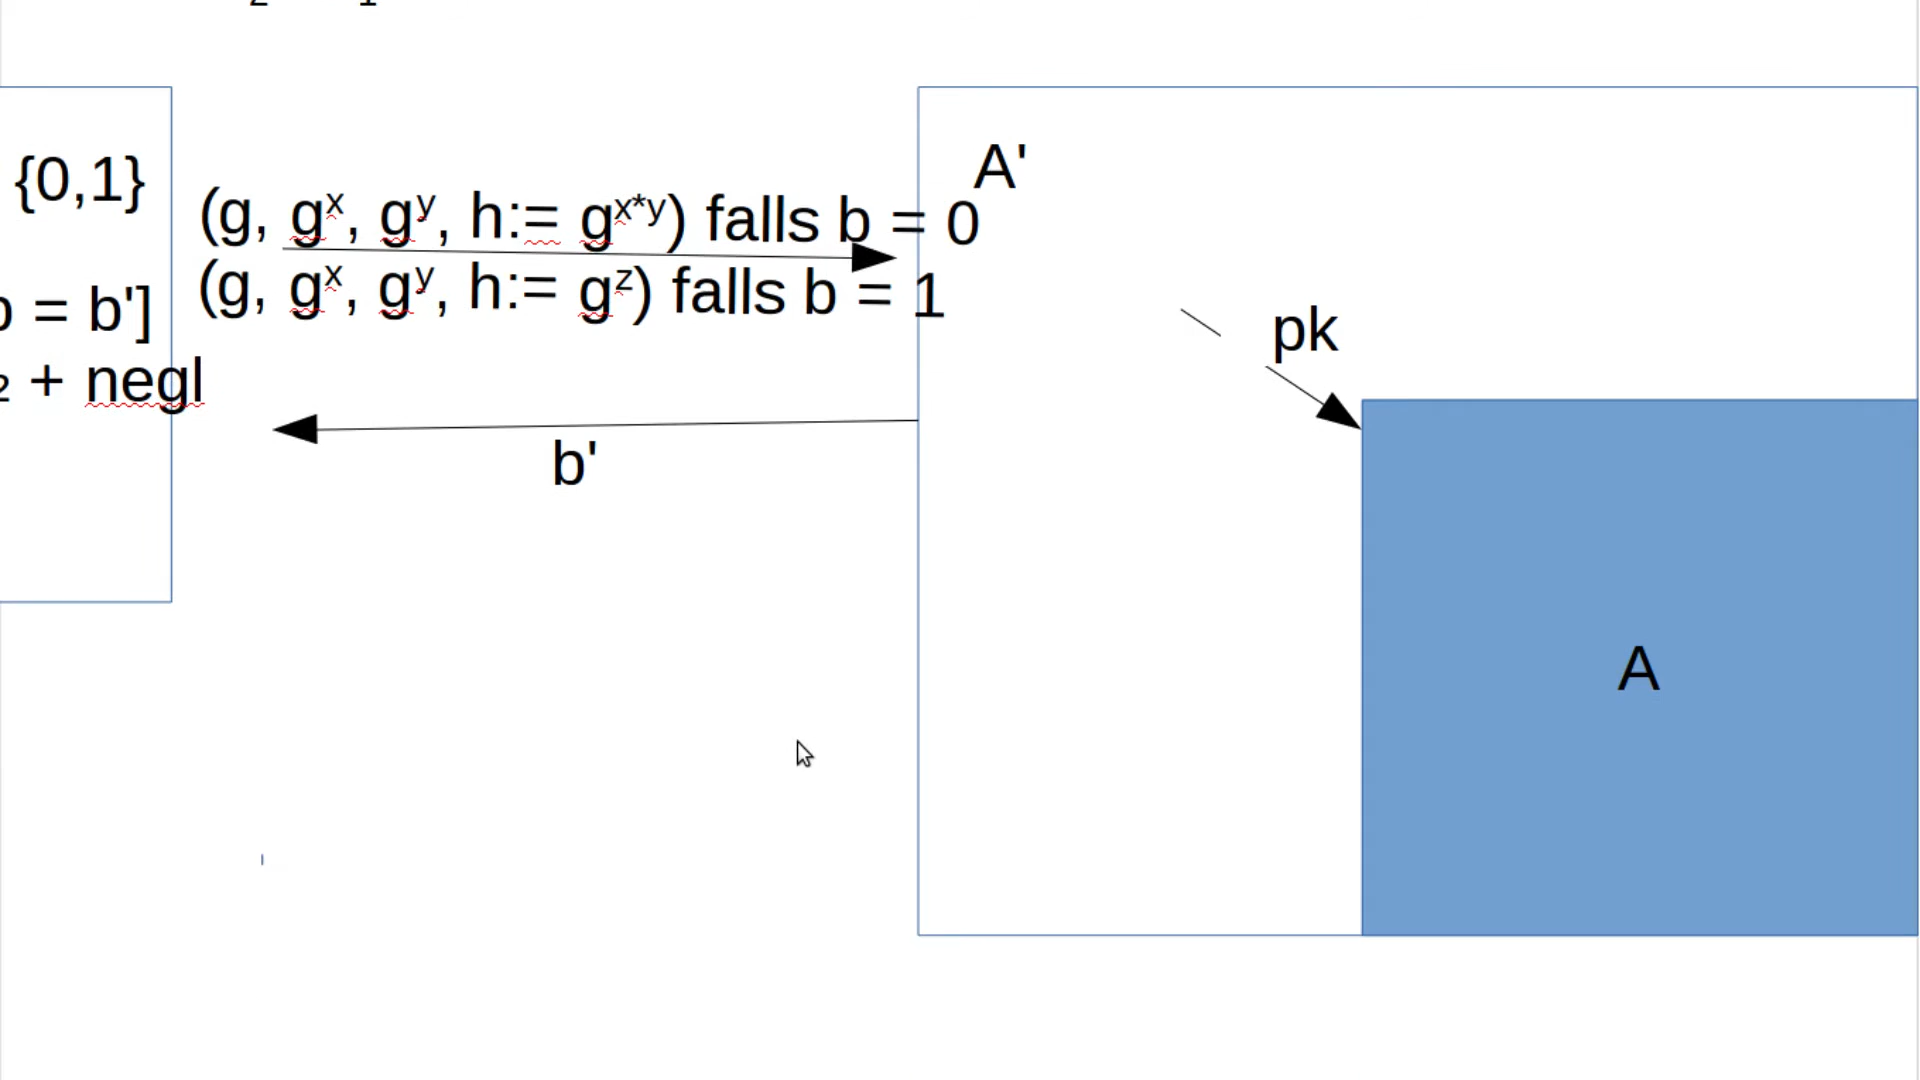 {0,1}
= b']
+ negl
(g, gˣ, gʸ, h:= gˣ*ʸ) falls b = 0
(g, gˣ, gʸ, h:= gᶻ) falls b = 1
b'
A'
pk
A